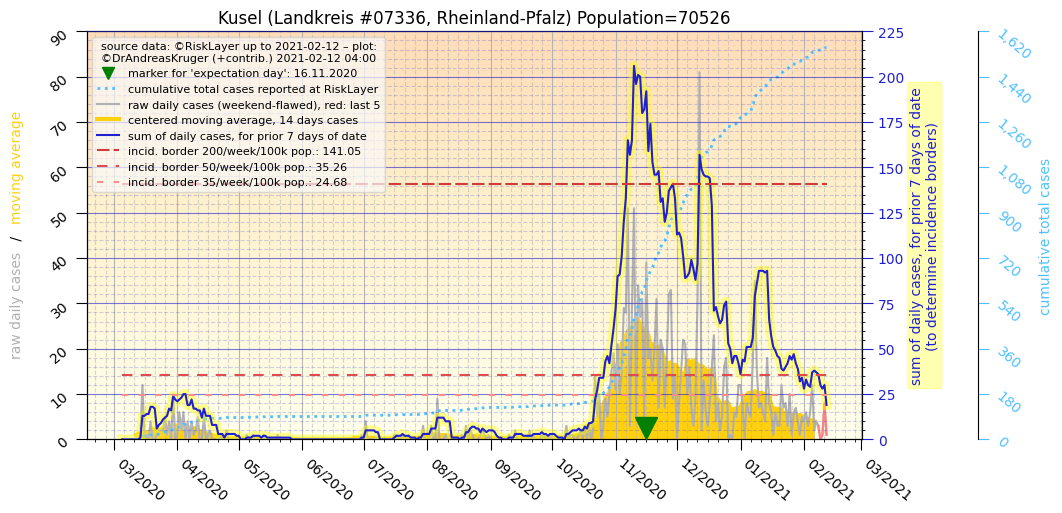 Kusel (Landkreis #07336, Rheinland-Pfalz) Population=70526
source data: ©RiskLayer up to 2021-02-12 – plot:
©DrAndreasKruger (+contrib.) 2021-02-12 04:00
marker for 'expectation day': 16.11.2020
cumulative total cases reported at RiskLayer
raw daily cases (weekend-flawed), red: last 5
centered moving average, 14 days cases
sum of daily cases, for prior 7 days of date
incid. border 200/week/100k pop.: 141.05
incid. border 50/week/100k pop.: 35.26
incid. border 35/week/100k pop.: 24.68
raw daily cases / moving average
90
80
70
60
50
40
30
20
10
0
225
200
175
150
125
100
75
50
25
0
sum of daily cases, for prior 7 days of date
(to determine incidence borders)
1,620
1,440
1,260
1,080
900
720
540
360
180
0
cumulative total cases
03/2020
04/2020
05/2020
06/2020
07/2020
08/2020
09/2020
10/2020
11/2020
12/2020
01/2021
02/2021
03/2021